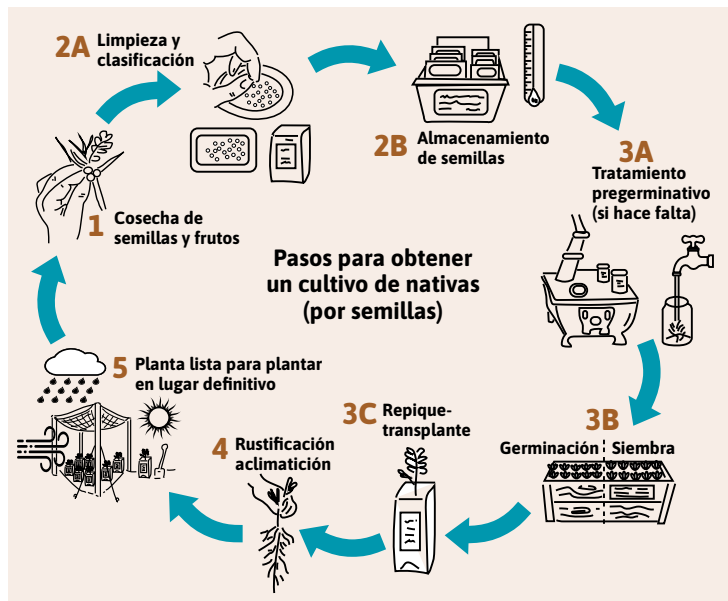 Pasos para obtener
un cultivo de nativas
(por semillas)
1 Cosecha de
semillas y frutos
2A Limpieza y
clasificación
2B Almacenamiento
de semillas
3A
Tratamiento
pregerminativo
(si hace falta)
3B
Germinación Siembra
3C Repique-
transplante
4 Rustificación
aclimatición
5 Planta lista para plantar
en lugar definitivo